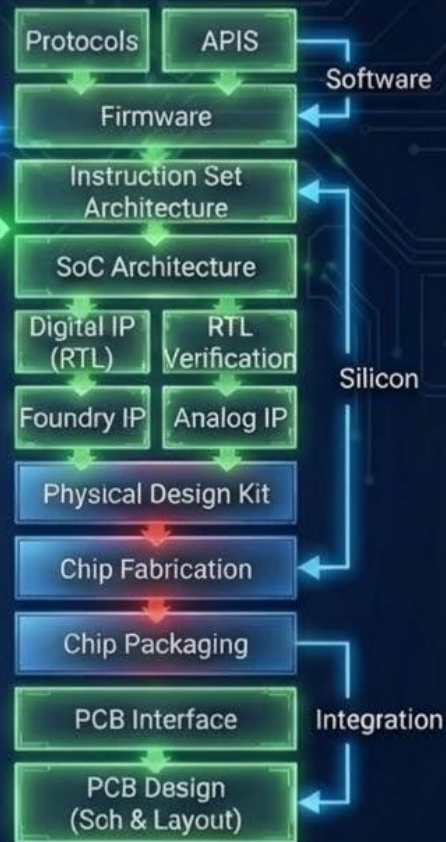 Protocols
APIS
Software
Firmware
Instruction Set
Architecture
SoC Architecture
Digital IP
(RTL)
RTL
Verification
Silicon
Foundry IP
Analog IP
Physical Design Kit
Chip Fabrication
Chip Packaging
PCB Interface
Integration
PCB Design
(Sch & Layout)